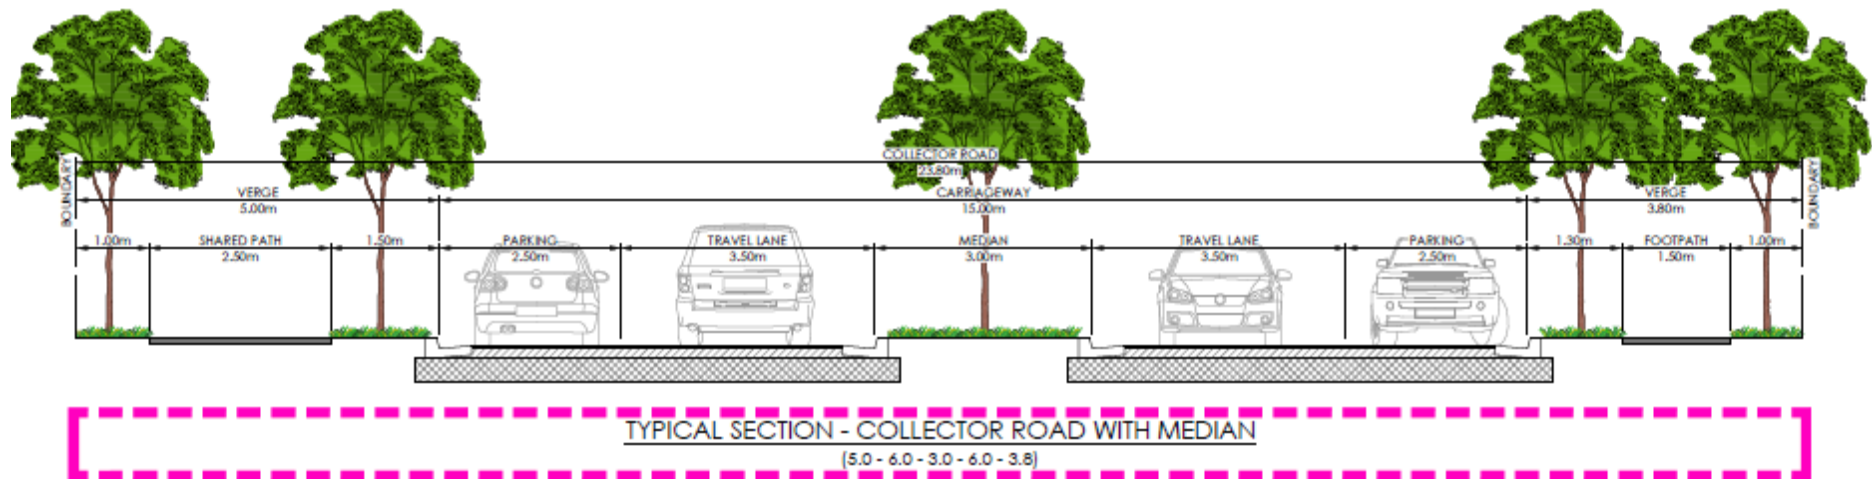 COLLECTOR ROAD
23.80m
BOUNDARY
VERGE
5.00m
CARRIAGEWAY
15.00m
VERGE
3.80m
BOUNDARY
1.00m
SHARED PATH
2.50m
1.50m
PARKING
2.50m
TRAVEL LANE
3.50m
MEDIAN
3.00m
TRAVEL LANE
3.50m
PARKING
2.50m
1.30m
FOOTPATH
1.50m
1.00m
TYPICAL SECTION - COLLECTOR ROAD WITH MEDIAN
(5.0 - 6.0 - 3.0 - 6.0 - 3.8)